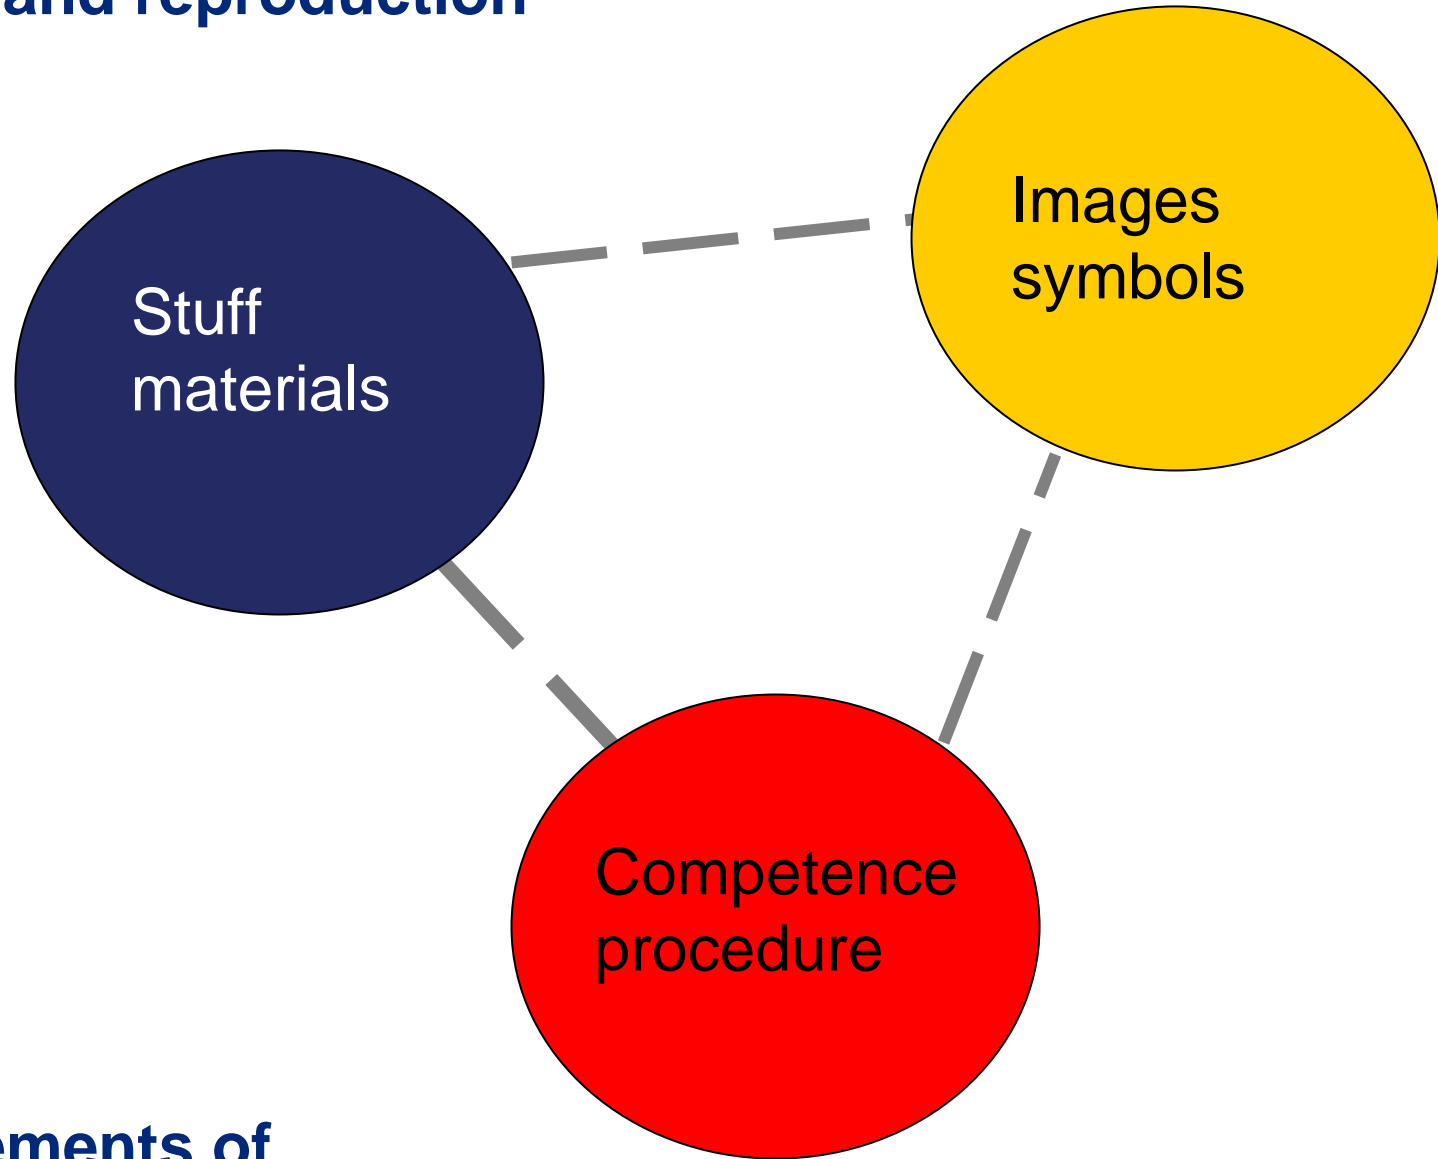 and reproduction
Images
symbols
Stuff
materials
Competence
procedure
ements of